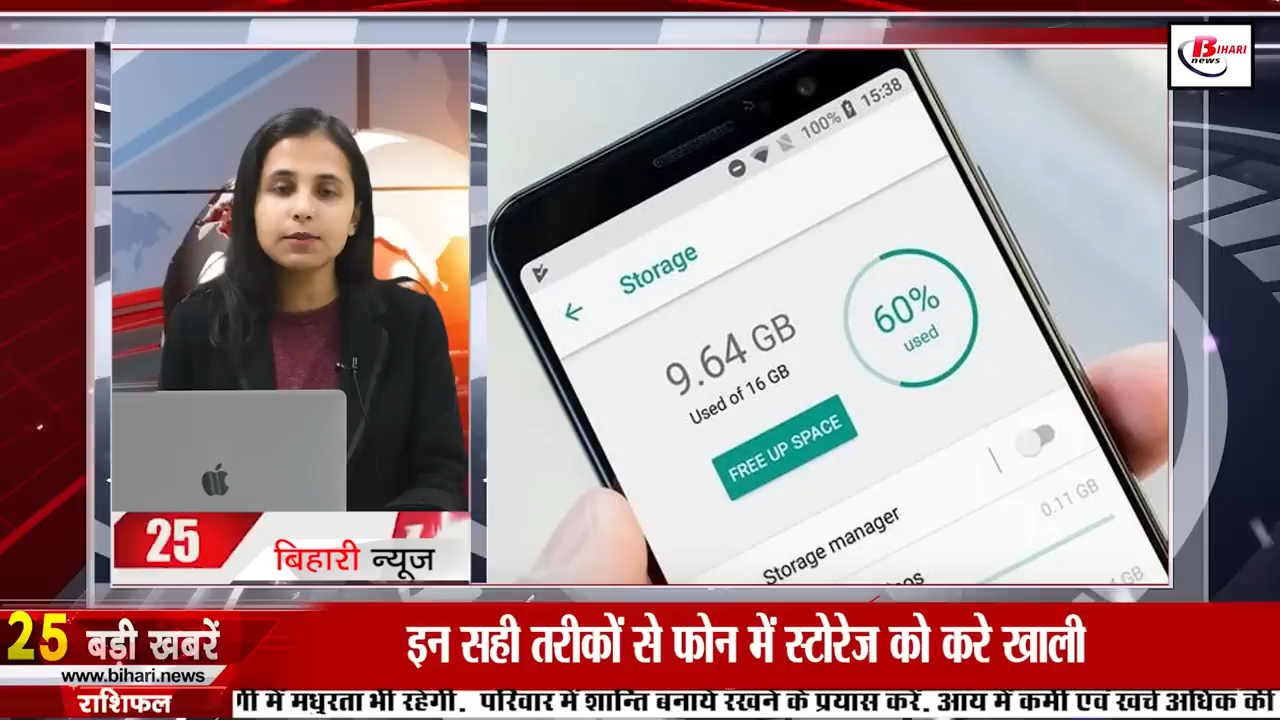 BIHARI
news
15:38
100%
Storage
9.64 GB
Used of 16 GB
60%
used
FREE UP SPACE
Storage manager
0.11 GB
GB
25
बिहारी न्यूज
25 बड़ी खबरें
www.bihari.news
इन सही तरीकों से फोन में स्टोरेज को करे खाली
राशिफल
में मधुरता भी रहेगी. परिवार में शान्ति बनाये रखने के प्रयास करें. आय में कमी एवं खर्च अधिक की